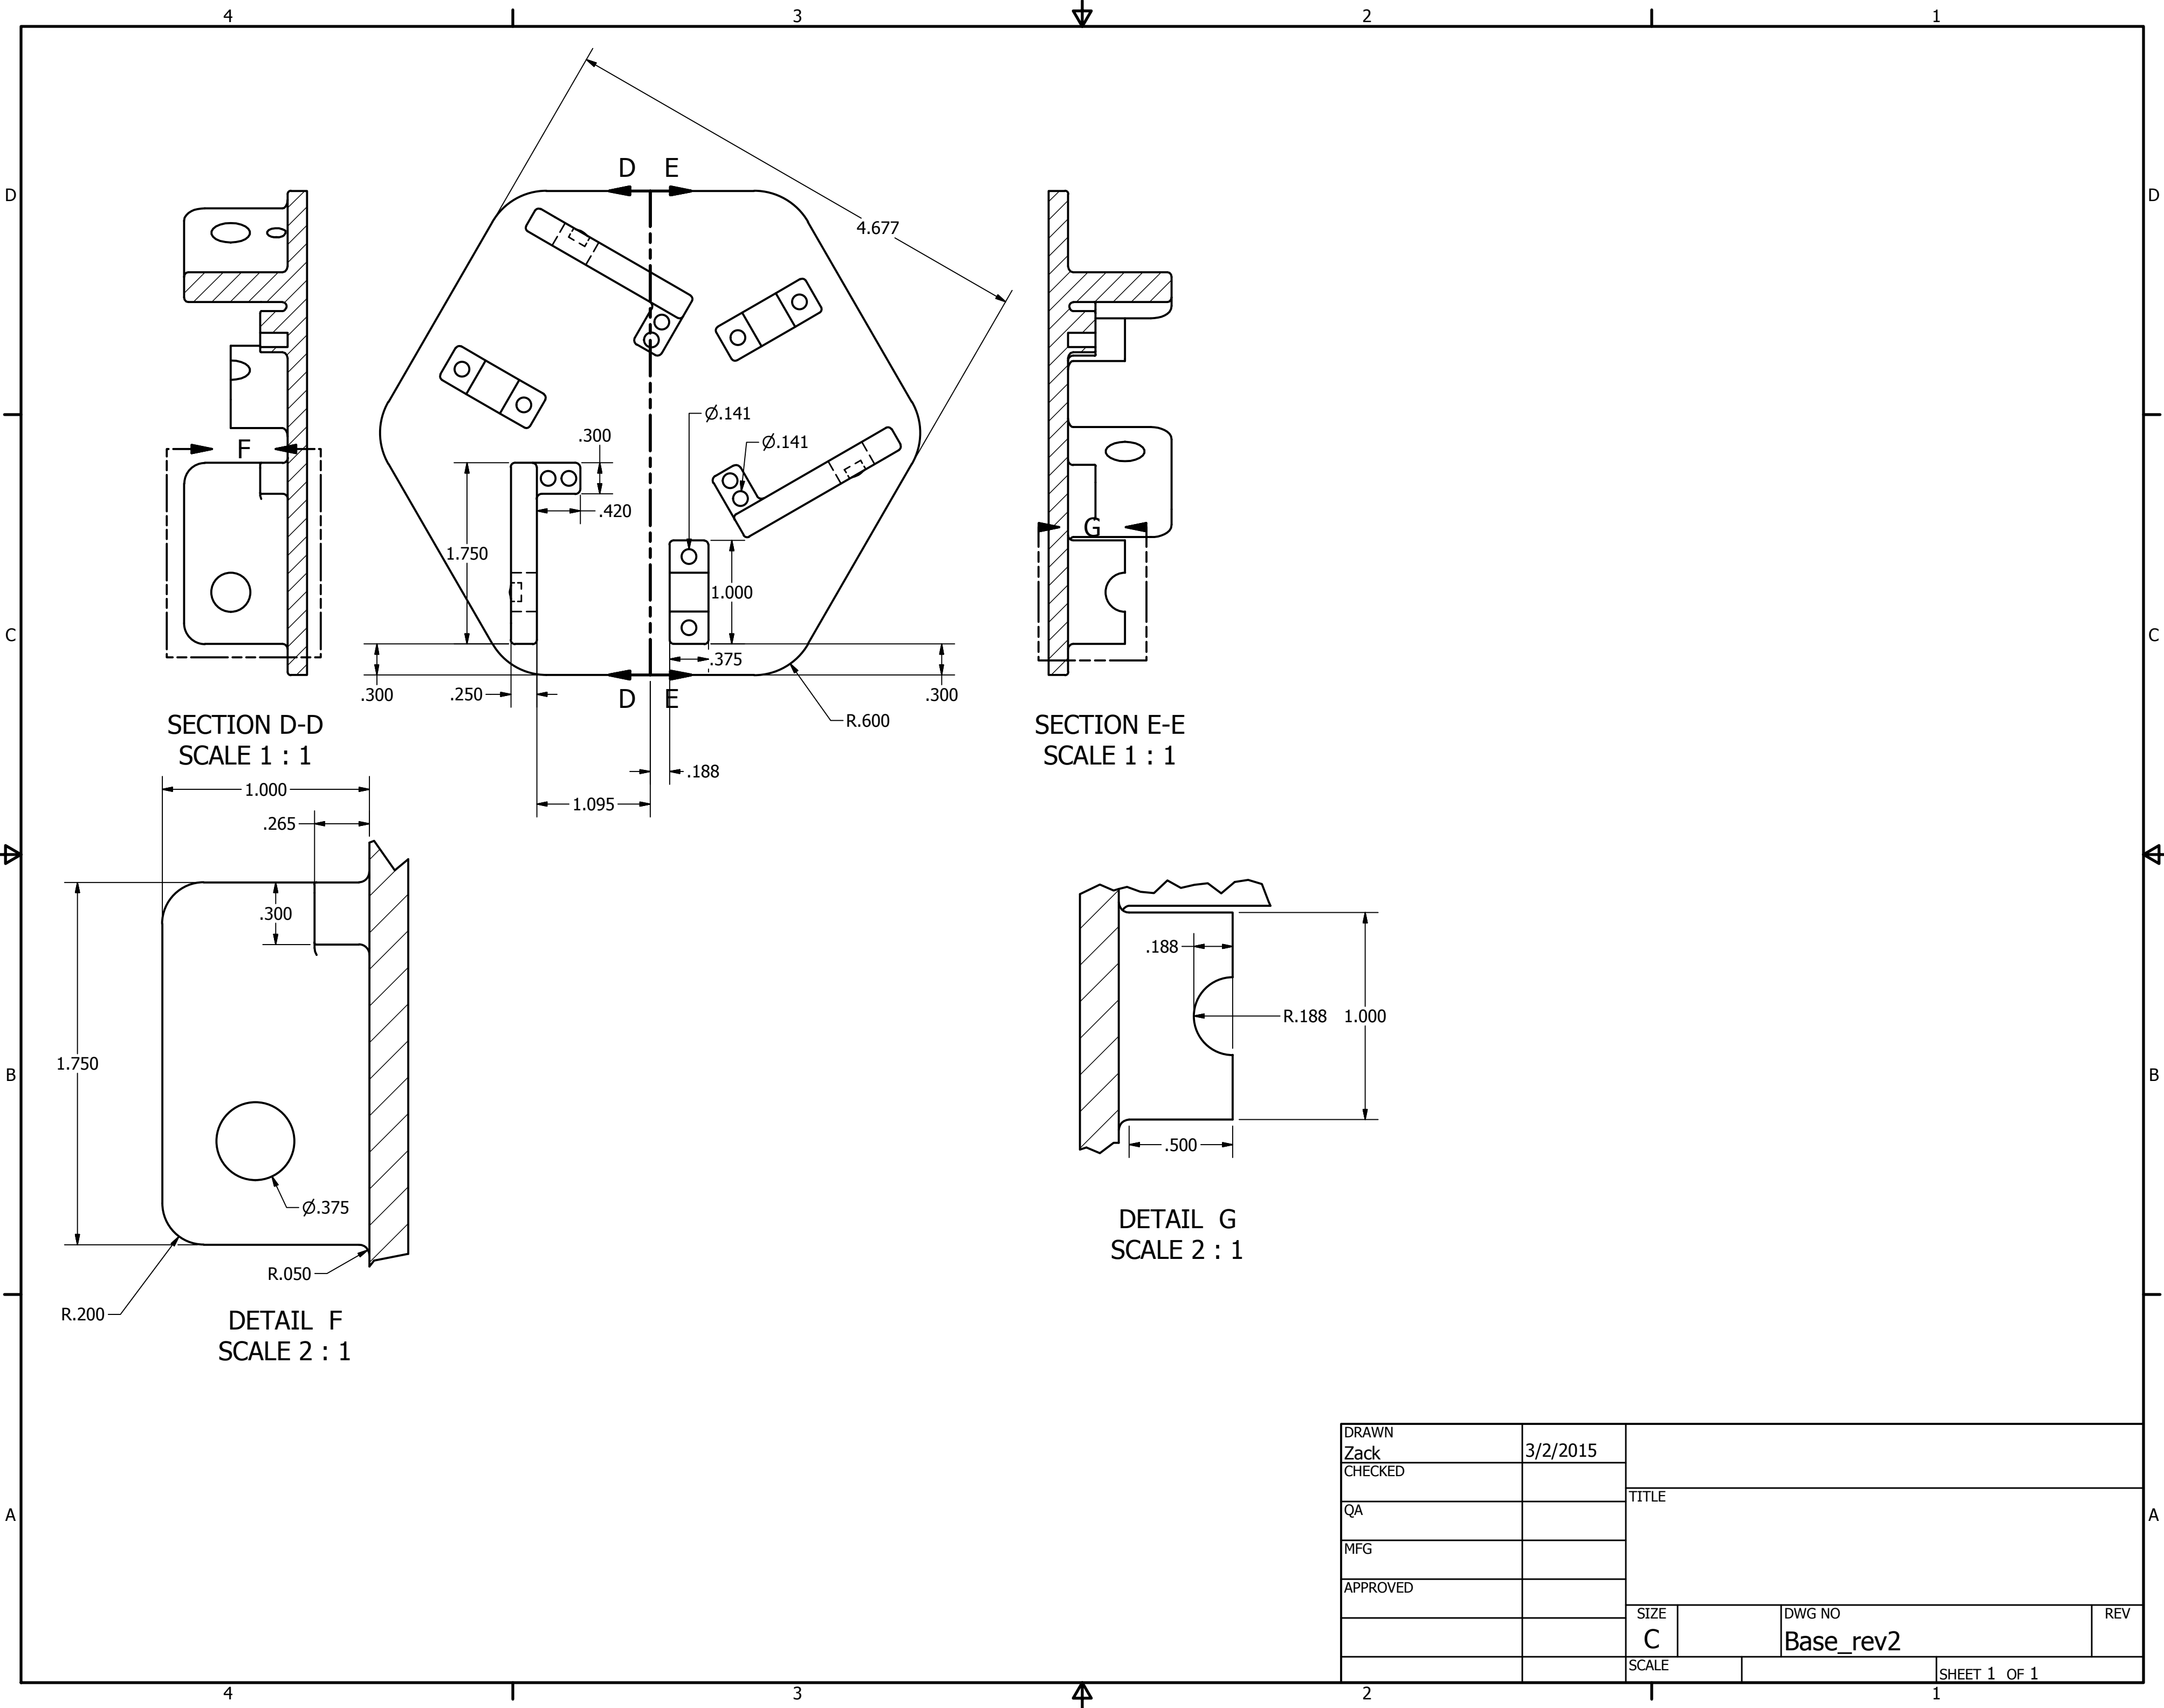 4 3 2 1
D D
D E
4.677
F
Ø.141
Ø.141
.300
.420
1.750
G
1.000
.375
.300 .250 D E .300
R.600
SECTION D-D
SCALE 1 : 1
SECTION E-E
SCALE 1 : 1
.188
1.095
C C
1.000
.265
.300
1.750
Ø.375
R.050
R.200
DETAIL F
SCALE 2 : 1
.188
R.188 1.000
.500
DETAIL G
SCALE 2 : 1
B B
A A
DRAWN
Zack 3/2/2015
CHECKED
TITLE
QA
MFG
APPROVED
SIZE DWG NO REV
C Base_rev2
SCALE
SHEET 1 OF 1
4 3 2 1